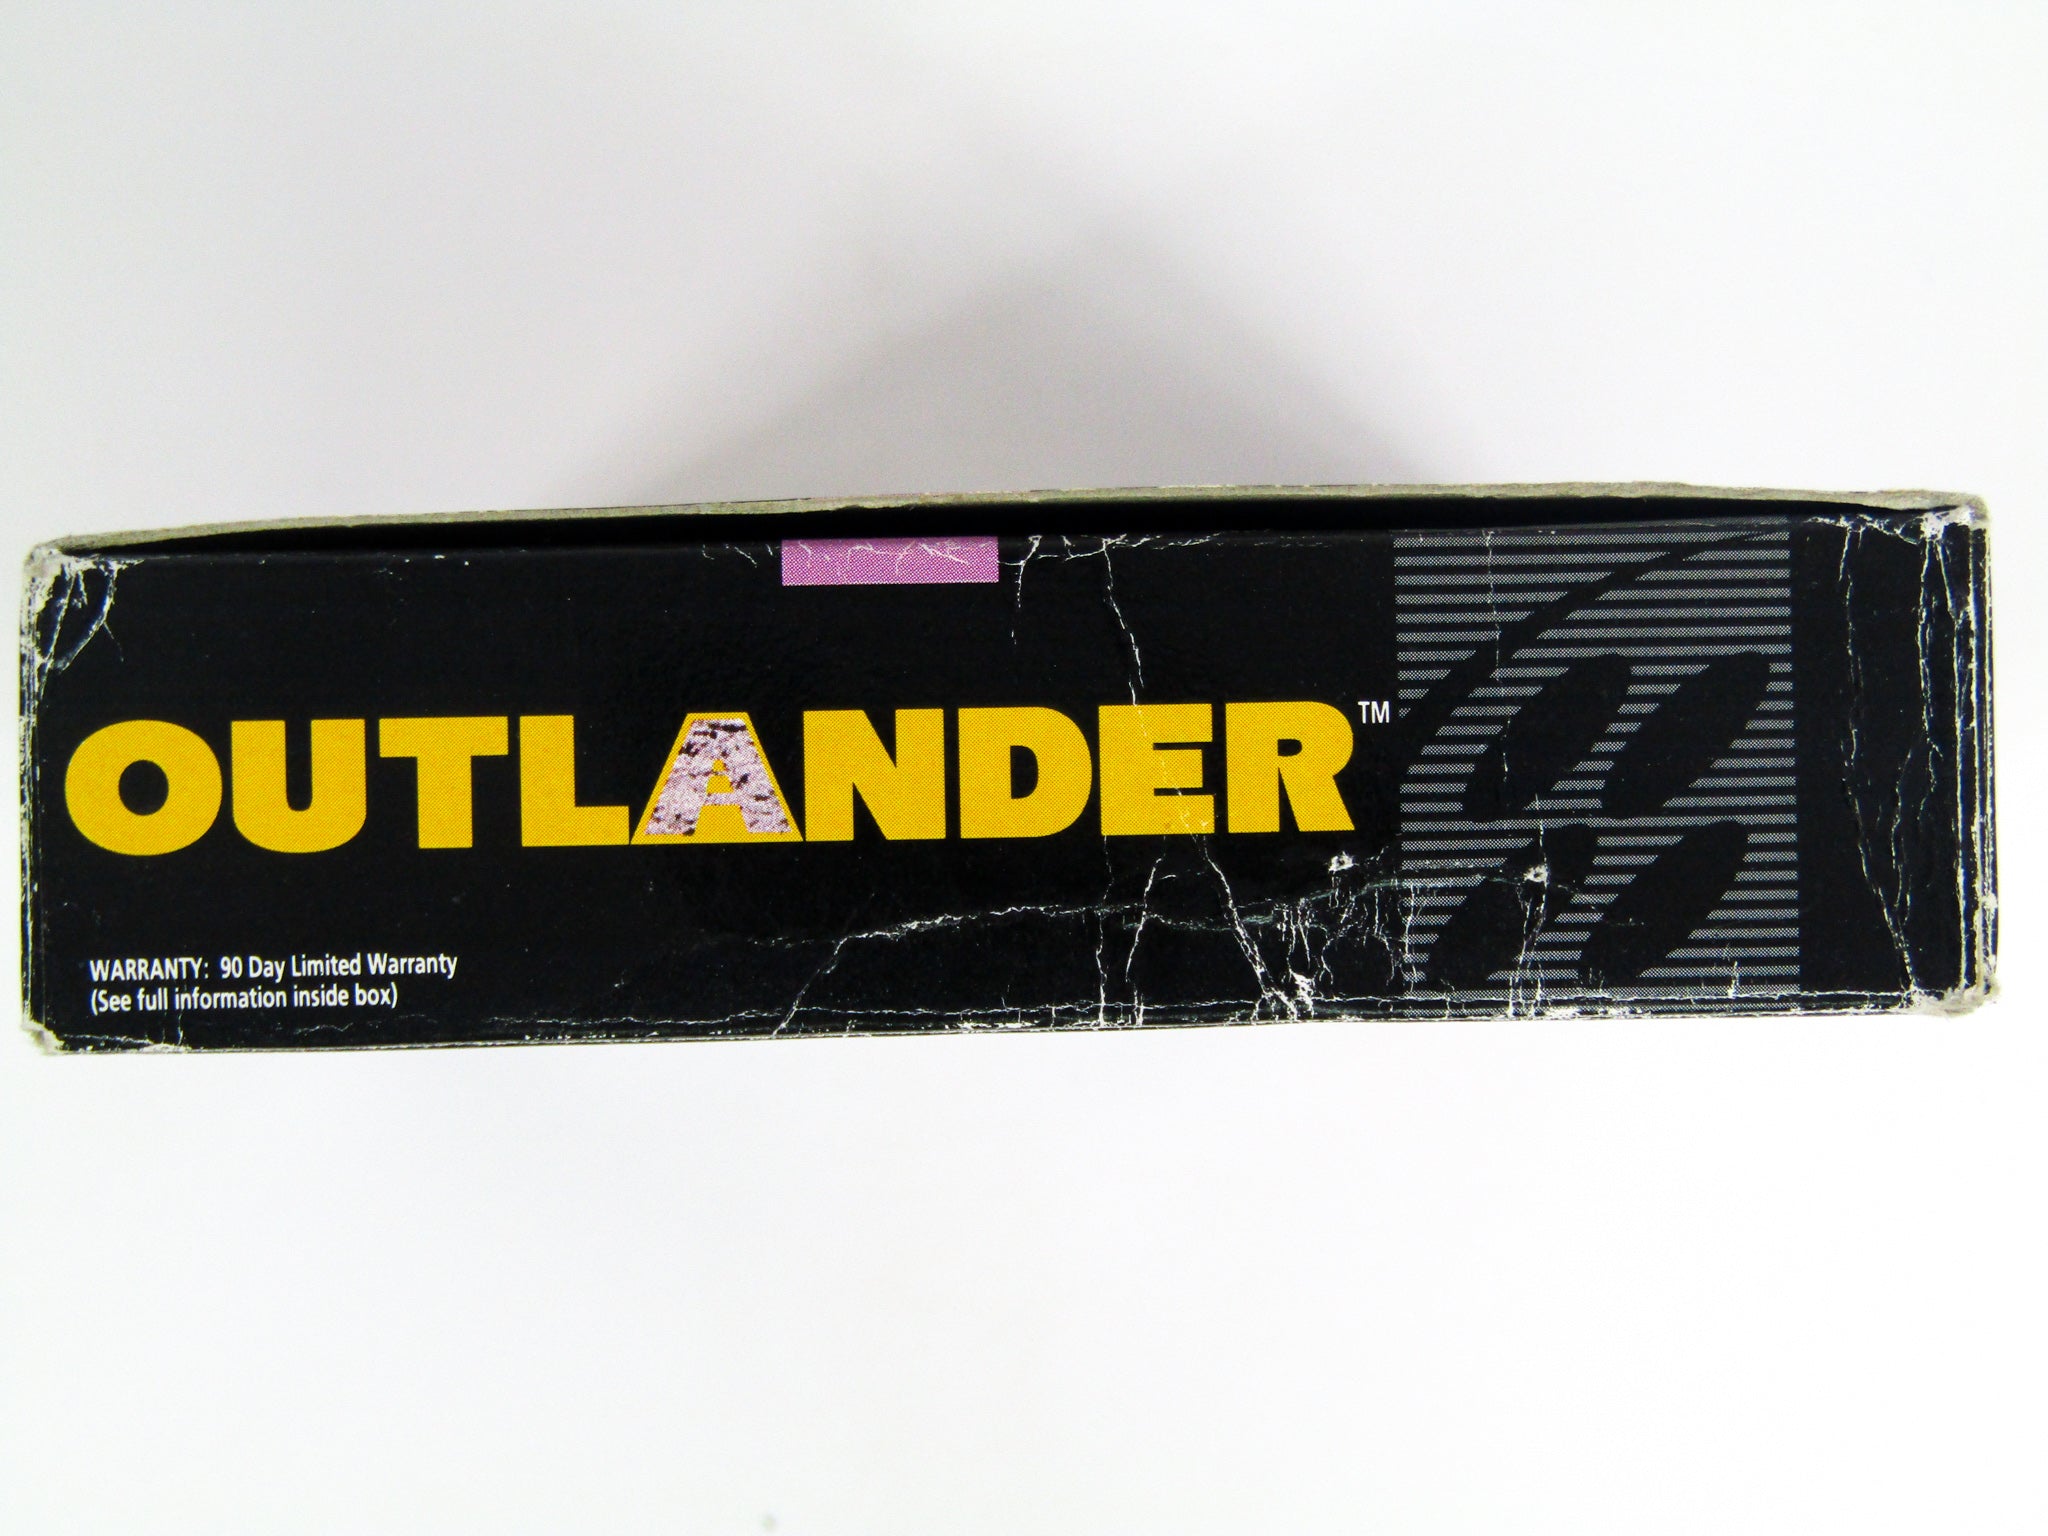 OUTLANDER™
WARRANTY: 90 Day Limited Warranty
(See full information inside box)